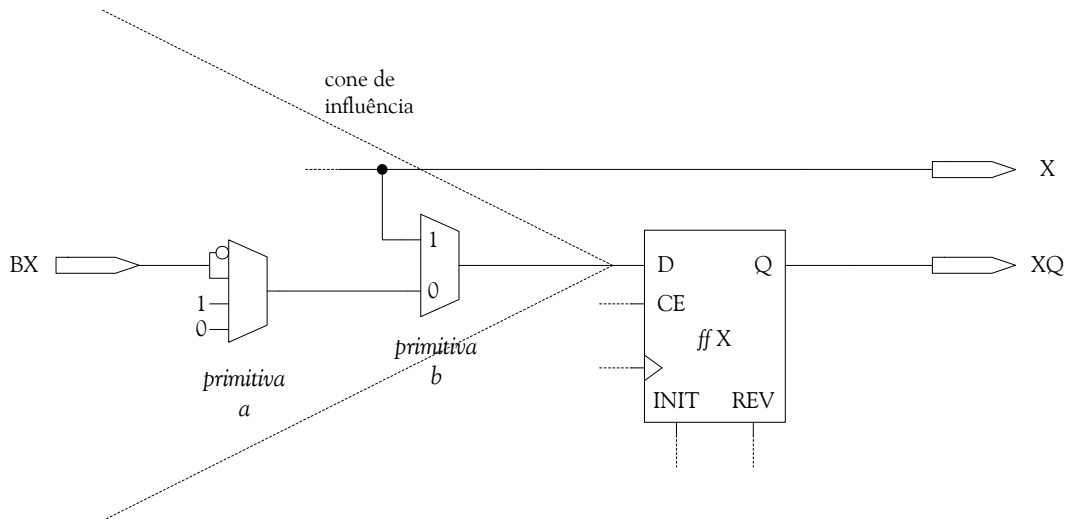 cone de
influência
X
1
BX
D
Q
XQ
0
1
CE
0
ff X
primitiva
b
primitiva
a
INIT
REV